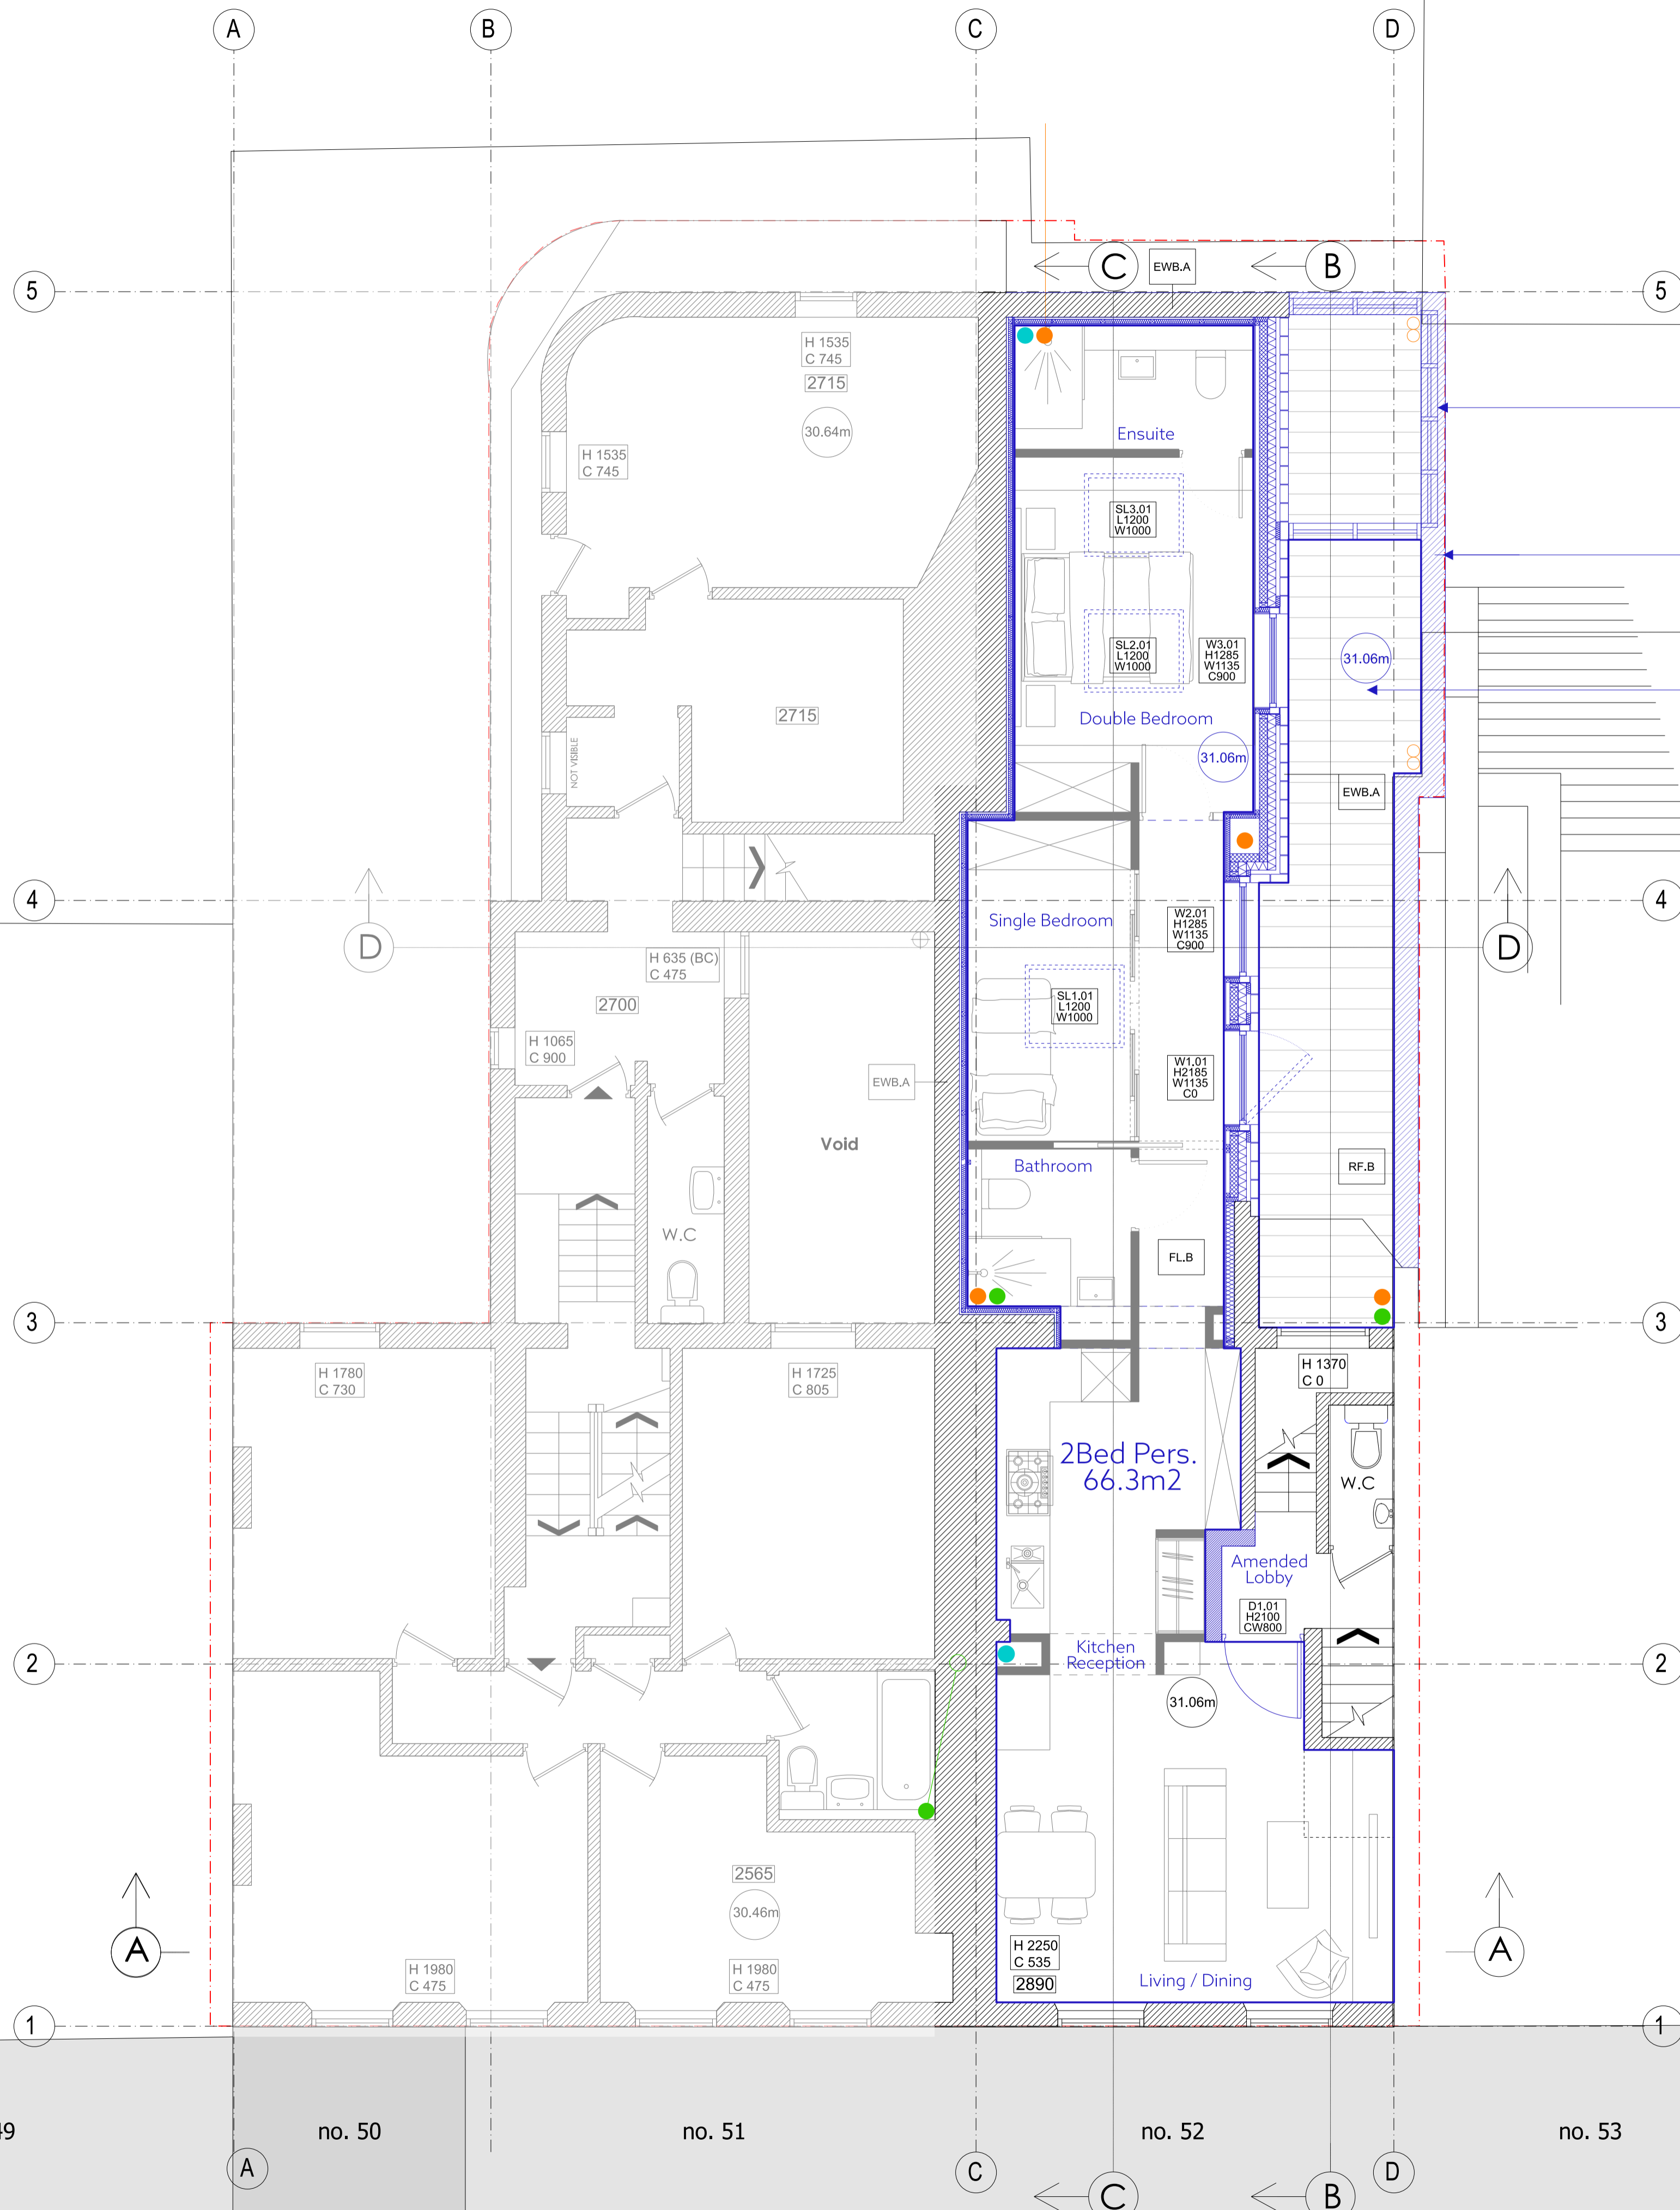 A
B
C
D
5
C
EWB.A
B
5
H 1535
C 745
2715
30.64m
H 1535
C 745
Ensuite
SL3.01
L1200
W1000
SL2.01
L1200
W1000
W3.01
H1285
W1135
C900
31.06m
2715
Double Bedroom
NOT VISIBLE
31.06m
EWB.A
4
4
D
Single Bedroom
W2.01
H1285
W1135
C900
D
H 635 (BC)
C 475
2700
SL1.01
L1200
W1000
H 1065
C 900
EWB.A
W1.01
H2185
W1135
C0
Void
Bathroom
RF.B
W.C
FL.B
3
3
H 1780
C 730
H 1725
C 805
H 1370
C 0
2Bed Pers.
66.3m2
W.C
Amended
Lobby
D1.01
H2100
CW800
2
Kitchen
Reception
2
31.06m
2565
30.46m
A
H 2250
C 535
2890
A
H 1980
C 475
H 1980
C 475
Living / Dining
1
1
49
no. 50
no. 51
no. 52
no. 53
A
C
D
C
B